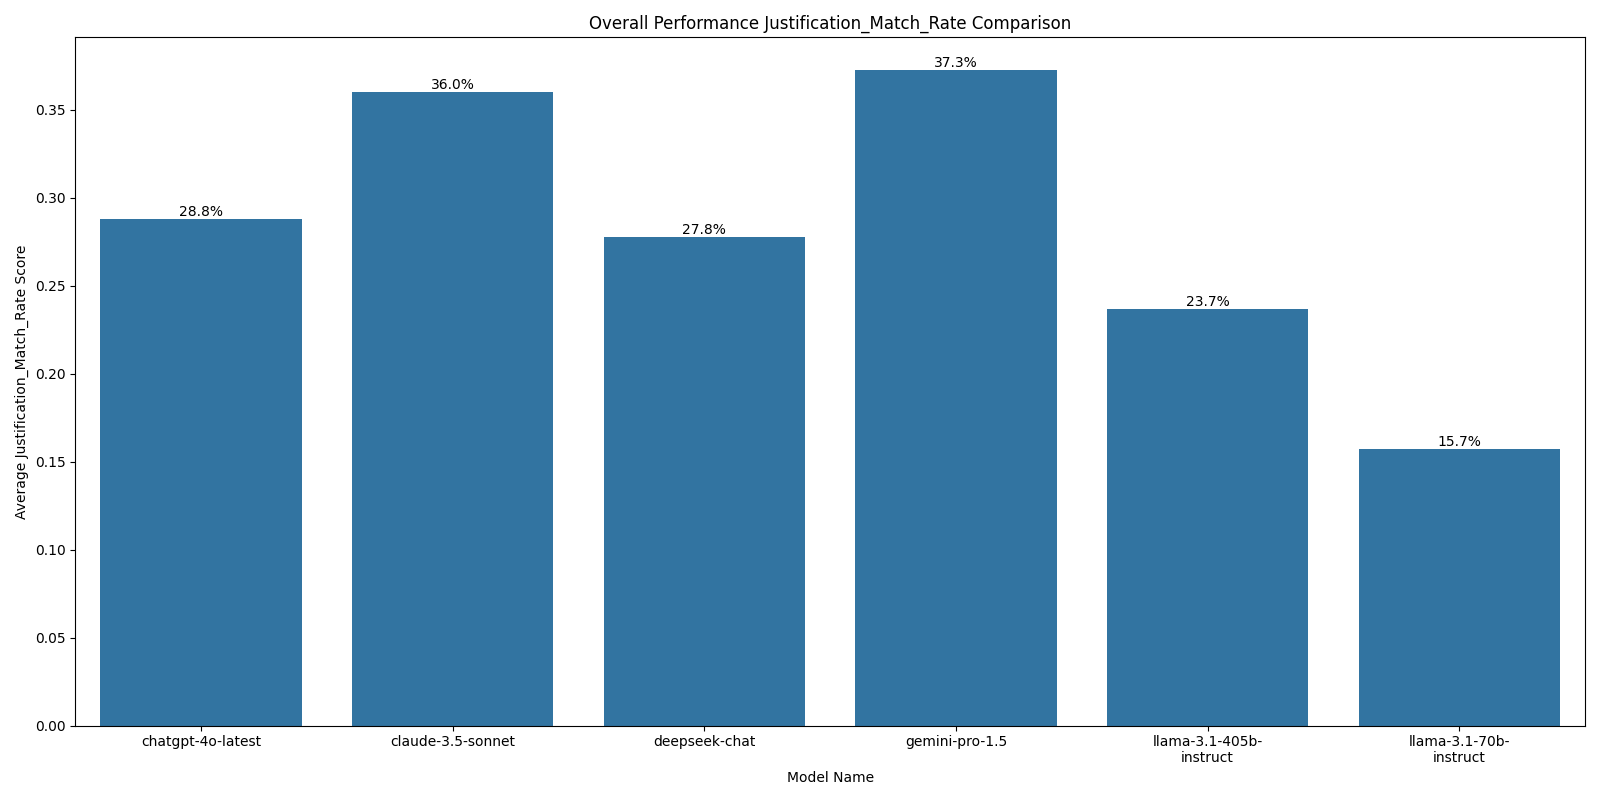 Overall Performance Justification_Match_Rate Comparison
Average Justification_Match_Rate Score
0.35
0.30
0.25
0.20
0.15
0.10
0.05
0.00
28.8%
36.0%
27.8%
37.3%
23.7%
15.7%
chatgpt-4o-latest
claude-3.5-sonnet
deepseek-chat
gemini-pro-1.5
llama-3.1-405b-
instruct
llama-3.1-70b-
instruct
Model Name